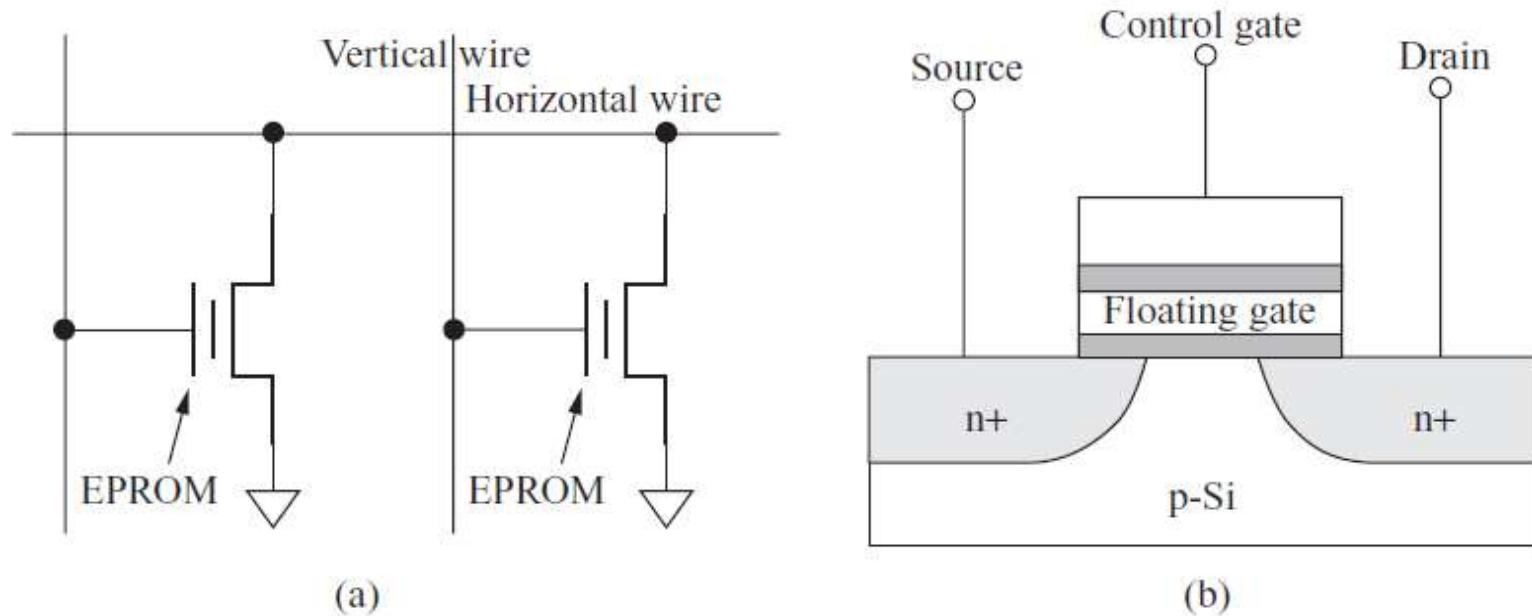 Vertical wire
Horizontal wire
EPROM
EPROM
(a)
Control gate
Source
Drain
Floating gate
n+
n+
p-Si
(b)